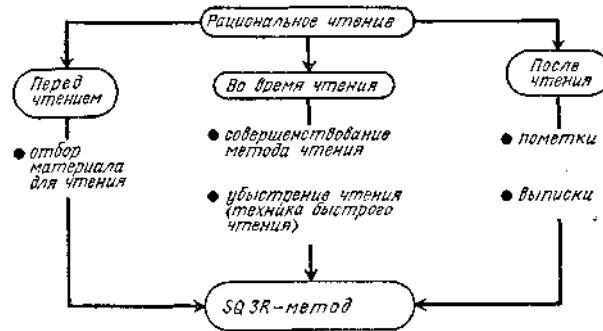 Рациональное чтение
Перед
чтением
Во время чтения
После
чтения
● отбор
материала
для чтения
● совершенствование
метода чтения
● убыстрение чтения
(техника быстрого
чтения)
● пометки
● выписки
SQ 3R-метод